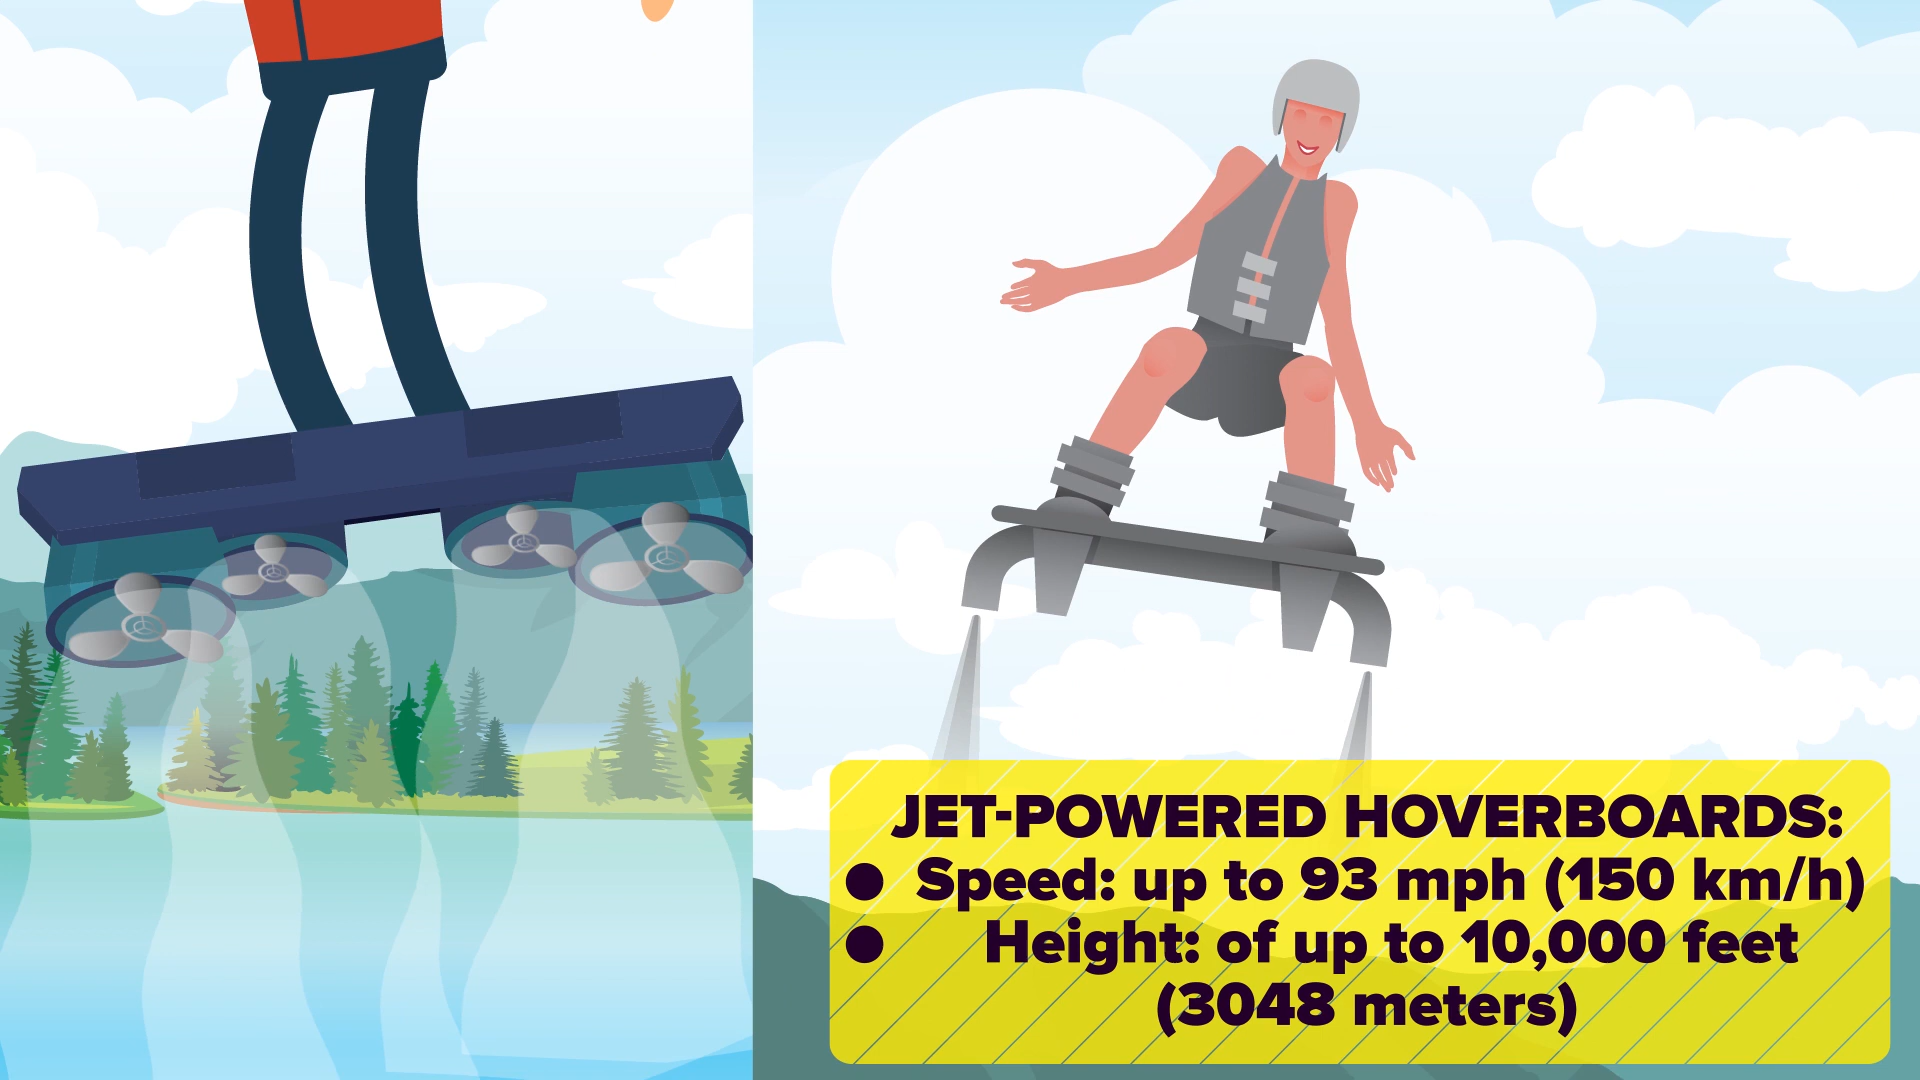 JET-POWERED HOVERBOARDS:
● Speed: up to 93 mph (150 km/h)
● Height: of up to 10,000 feet
(3048 meters)